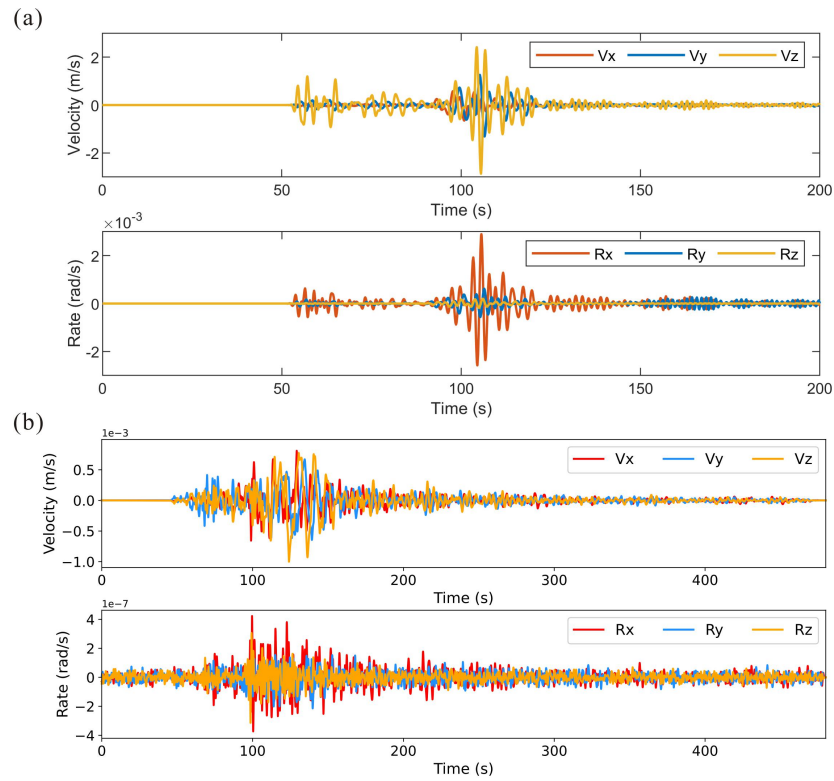 (a)
Velocity (m/s)
2
0
-2
Vx Vy Vz
0 50 100 150 200
Time (s)
×10⁻³
Rate (rad/s)
2
0
-2
Rx Ry Rz
0 50 100 150 200
Time (s)
(b)
1e-3
Velocity (m/s)
0.5
0.0
−0.5
−1.0
Vx Vy Vz
0 100 200 300 400
Time (s)
1e-7
Rate (rad/s)
4
2
0
−2
−4
Rx Ry Rz
0 100 200 300 400
Time (s)